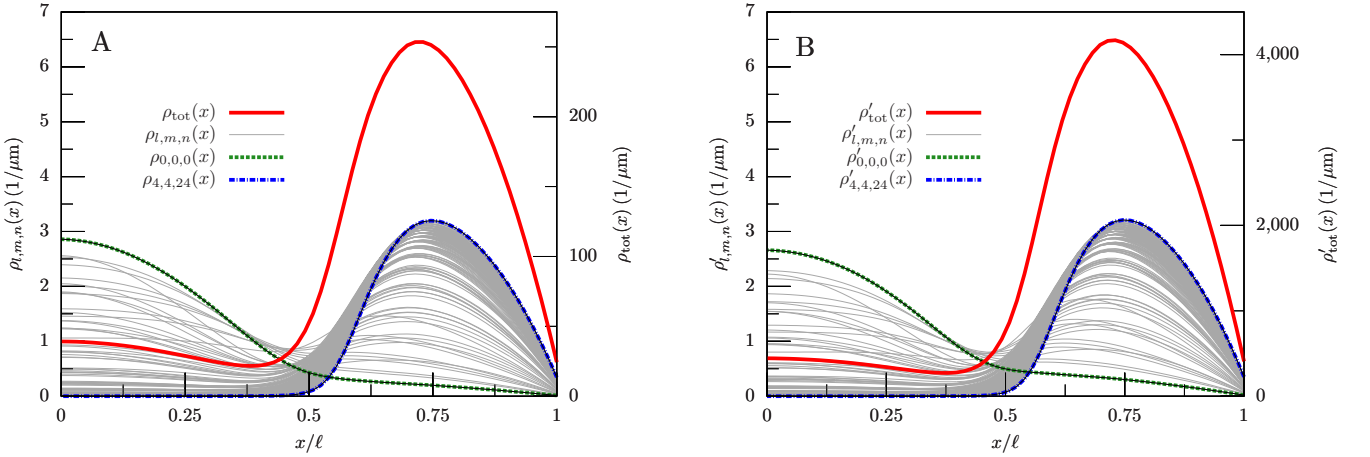 A
7
6
5
4
3
2
1
0
ρl,m,n(x) (1/μm)
ρtot(x)
ρl,m,n(x)
ρ0,0,0(x)
ρ4,4,24(x)
200
100
0
ρtot(x) (1/μm)
0 0.25 0.5 0.75 1
x/ℓ
B
7
6
5
4
3
2
1
0
ρ′l,m,n(x) (1/μm)
ρ′tot(x)
ρ′l,m,n(x)
ρ′0,0,0(x)
ρ′4,4,24(x)
4,000
2,000
0
ρ′tot(x) (1/μm)
0 0.25 0.5 0.75 1
x/ℓ